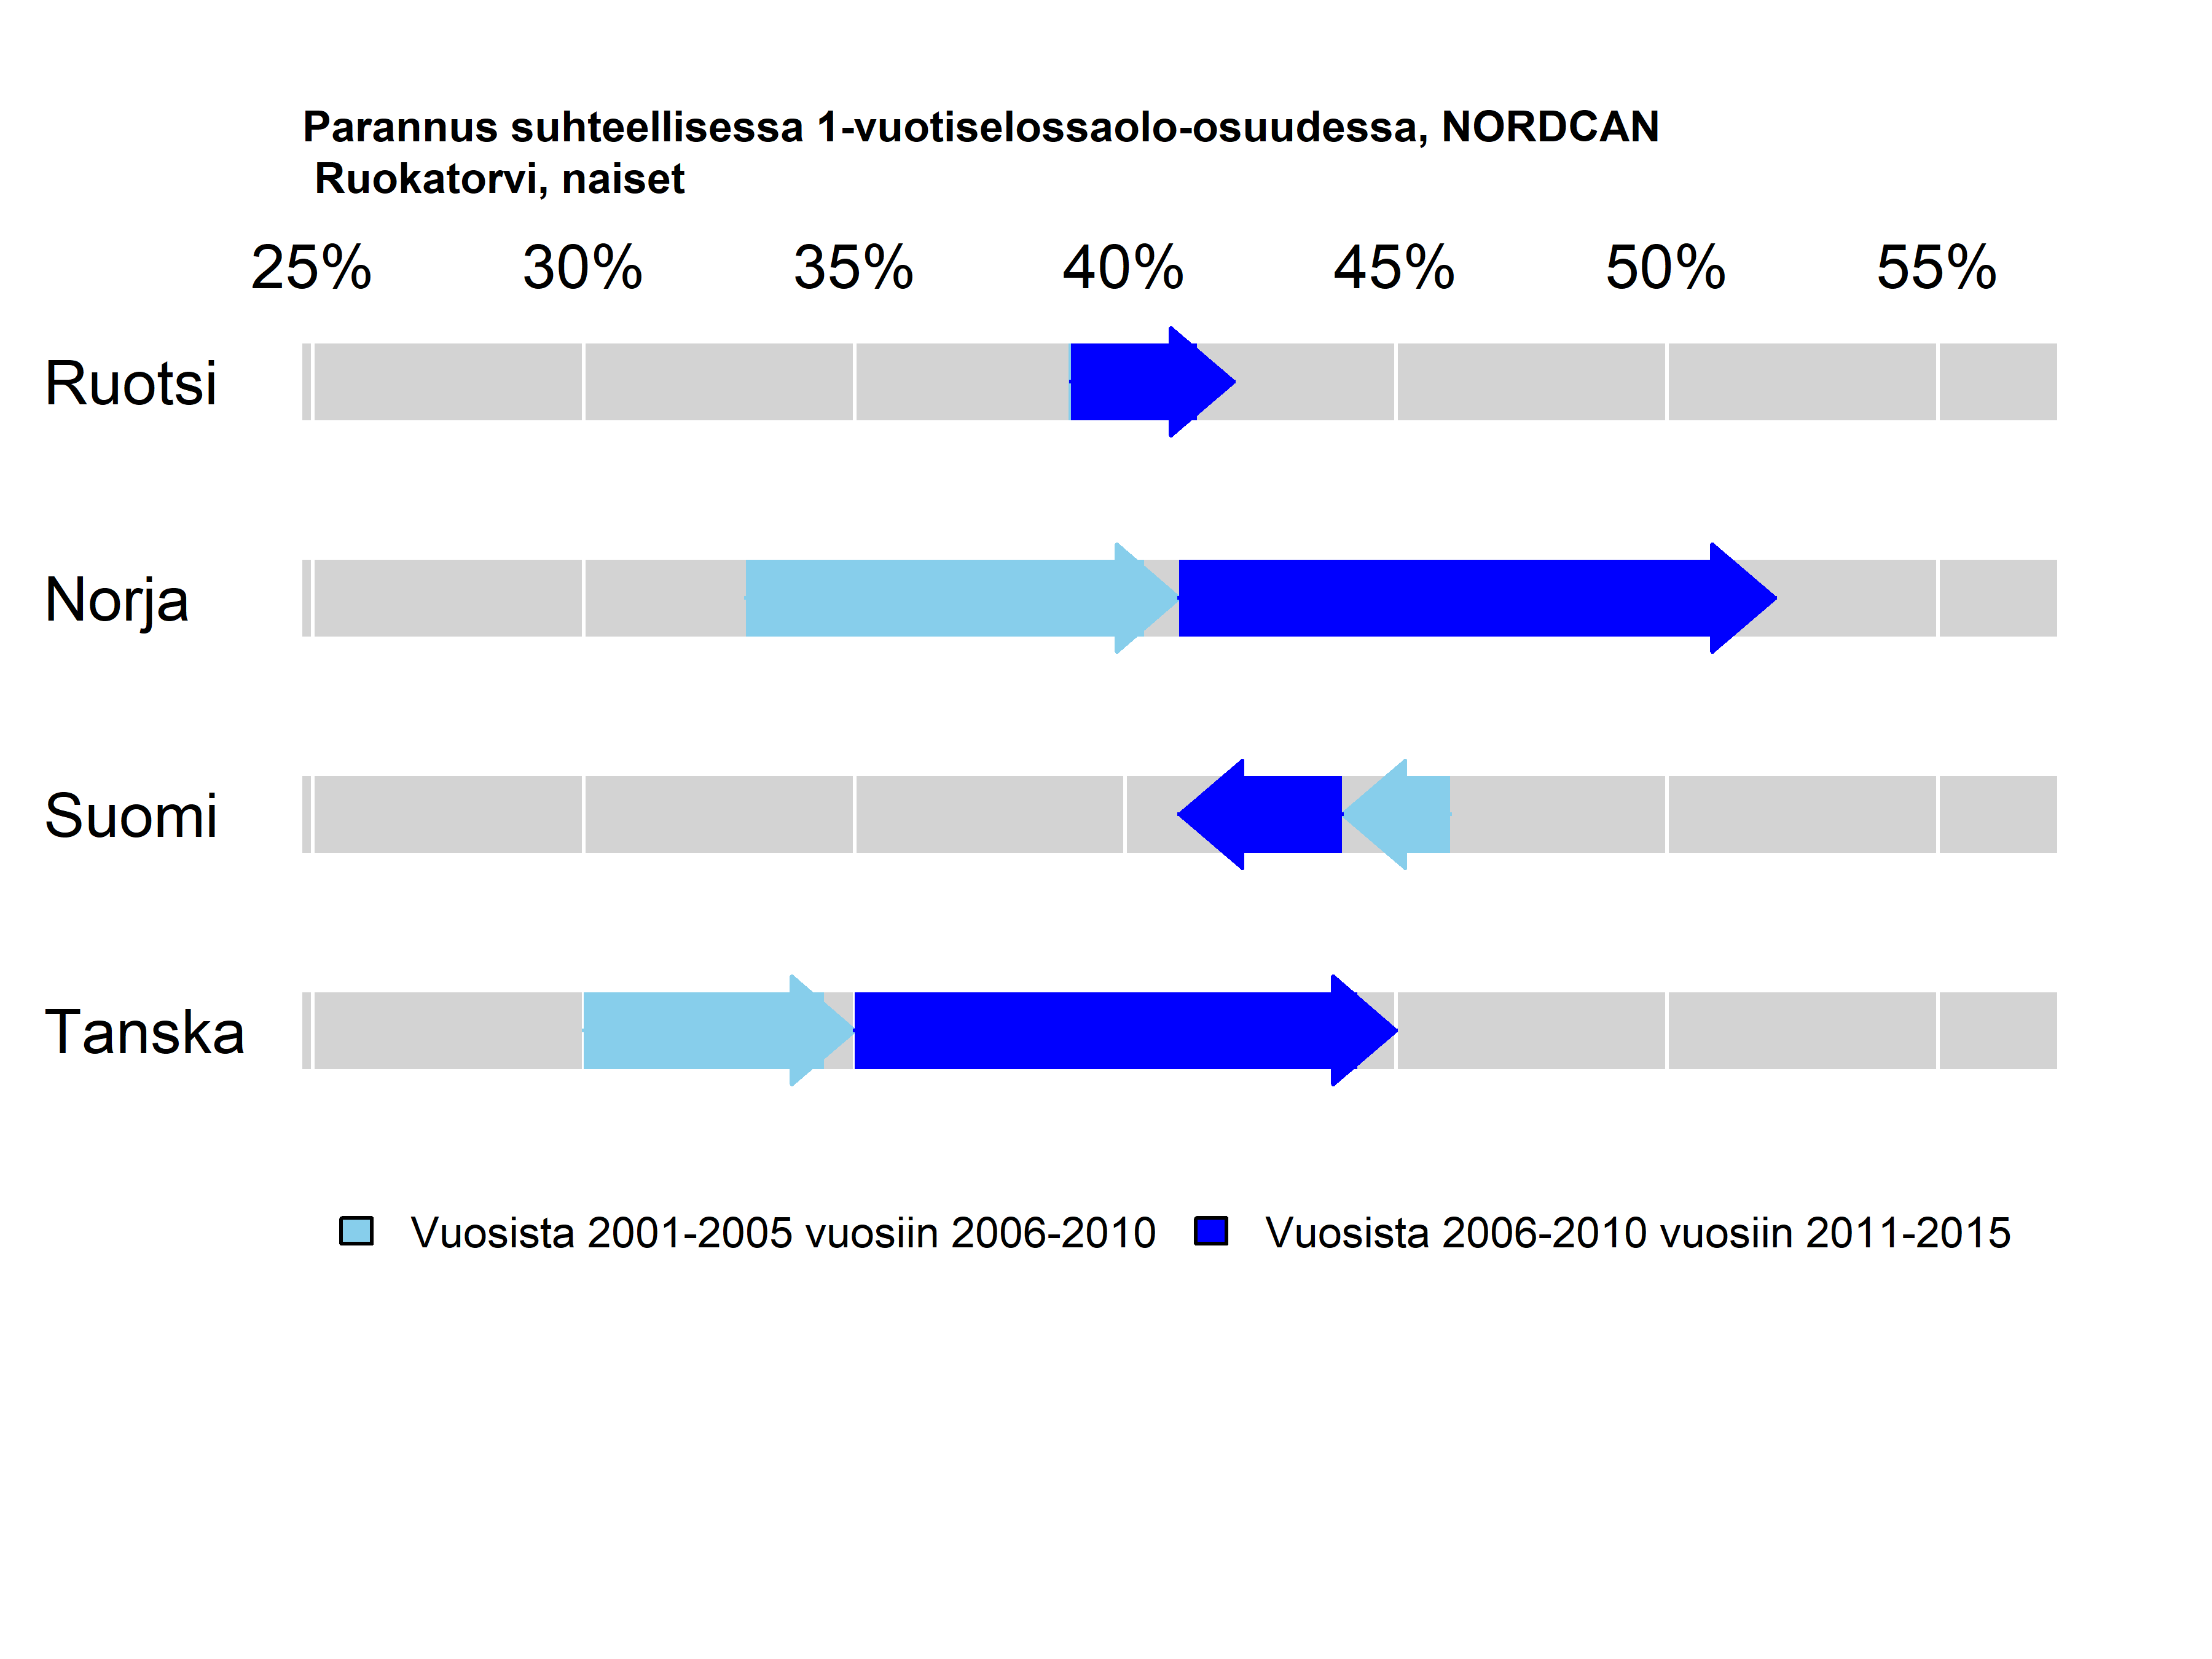 Parannus suhteellisessa 1-vuotiselossaolo-osuudessa, NORDCAN
Ruokatorvi, naiset
25% 30% 35% 40% 45% 50% 55%
Ruotsi
Norja
Suomi
Tanska
Vuosista 2001-2005 vuosiin 2006-2010 Vuosista 2006-2010 vuosiin 2011-2015